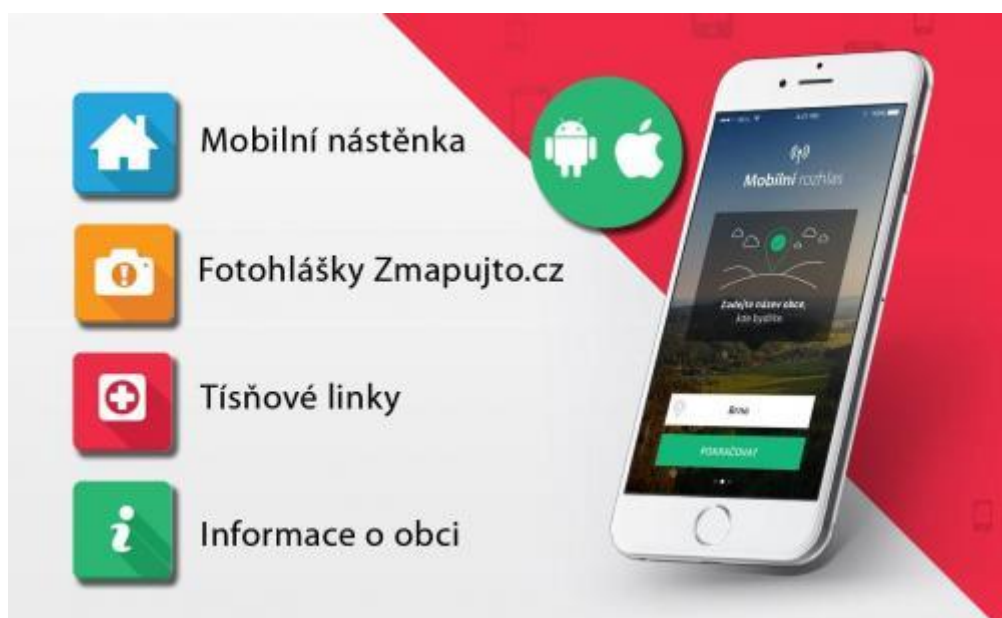 Mobilní nástěnka
Fotohlášky Zmapujto.cz
Tísňové linky
Informace o obci
Mobilní rozhlas
Zadejte název obce,
kde bydlíte.
Brno
POKRAČOVAT